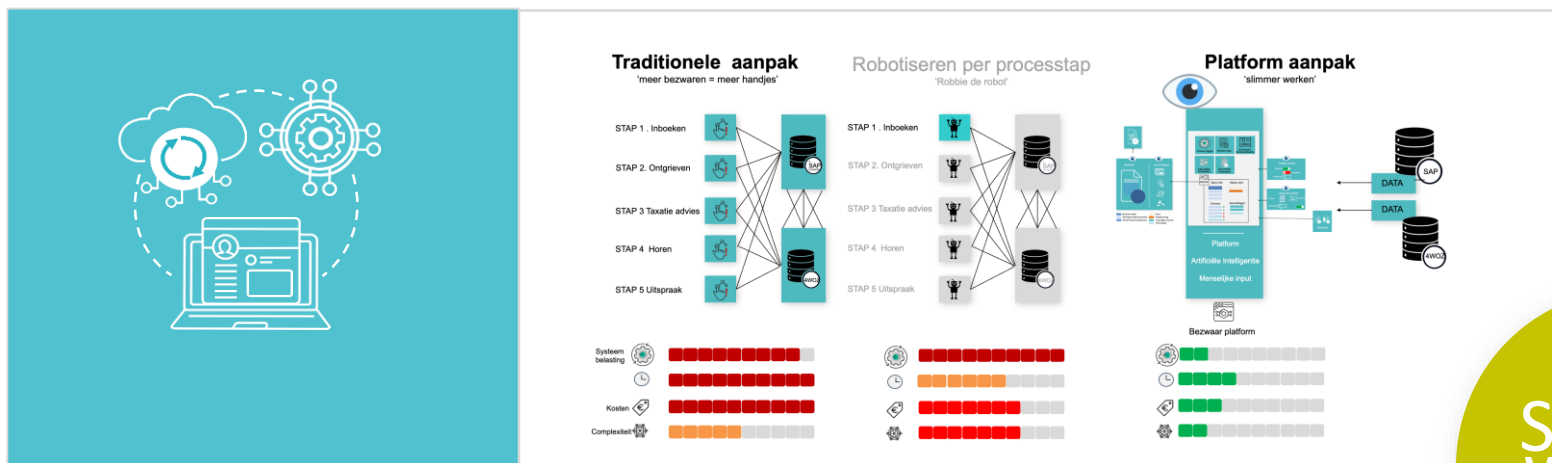 Traditionele aanpak
'meer bezwaren = meer handjes'
STAP 1 . Inboeken
STAP 2. Ontgrieven
STAP 3 Taxatie advies
STAP 4 Horen
STAP 5 Uitspraak
SAP
4WOZ
Systeem
belasting
Kosten
Complexiteit
Robotiseren per processtap
'Robbie de robot'
STAP 1 . Inboeken
STAP 2. Ontgrieven
STAP 3 Taxatie advies
STAP 4 Horen
STAP 5 Uitspraak
SAP
4WOZ
Platform aanpak
'slimmer werken'
Platform
Artificiële Intelligentie
Menselijke input
Bezwaar platform
DATA
DATA
SAP
4WOZ